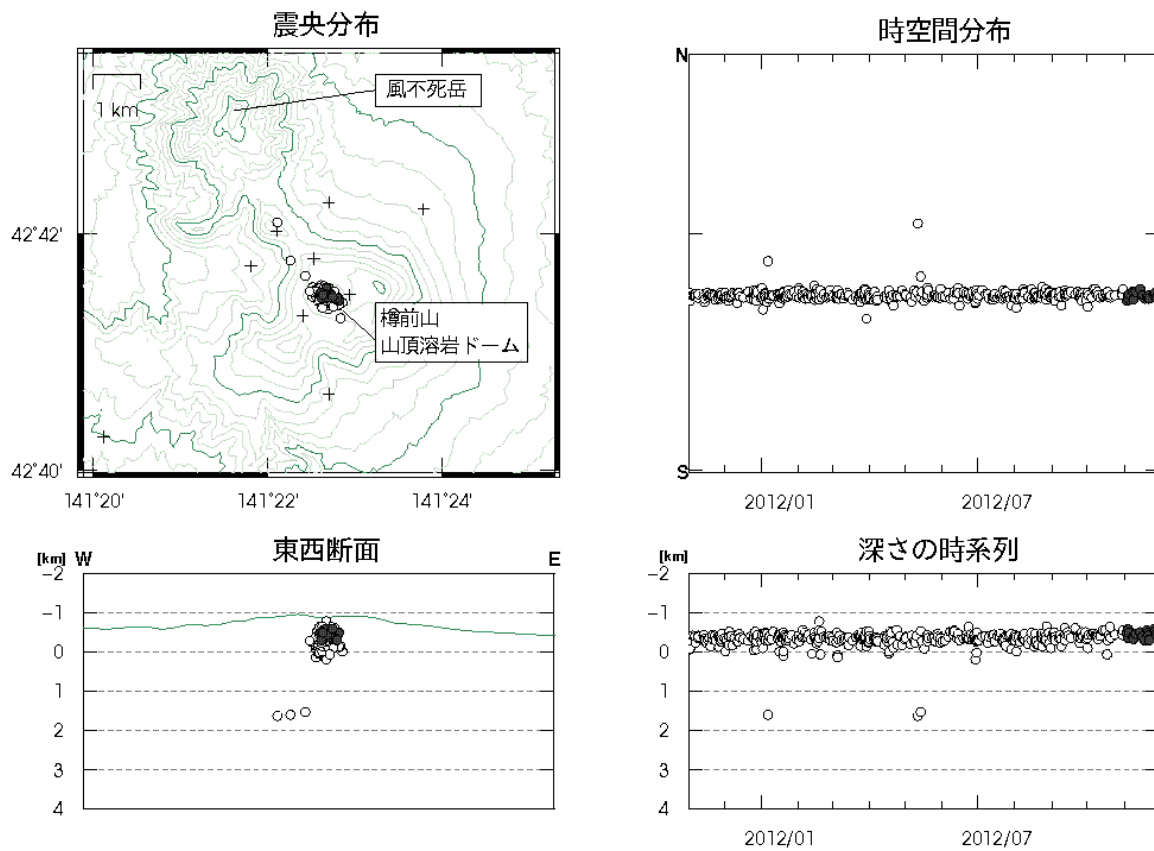 震央分布
1 km
風不死岳
42°42'
樽前山
山頂溶岩ドーム
42°40'
141°20'
141°22'
141°24'
時空間分布
N
S
2012/01
2012/07
東西断面
[km]
W
E
-2
-1
0
1
2
3
4
深さの時系列
[km]
-2
-1
0
1
2
3
4
2012/01
2012/07